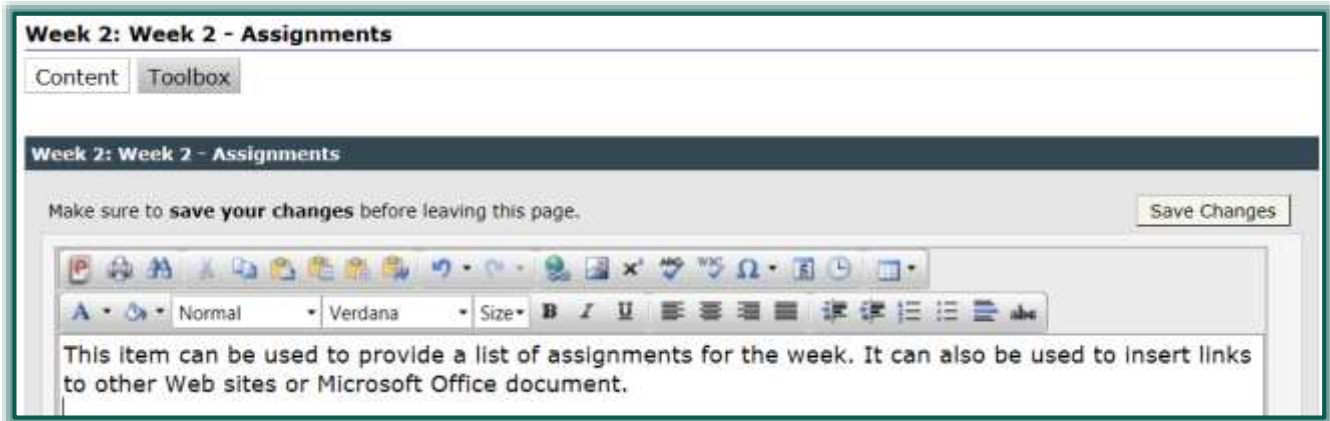 Week 2: Week 2 - Assignments
Content Toolbox
Week 2: Week 2 - Assignments
Make sure to save your changes before leaving this page. Save Changes
Normal Verdana Size B I U abc
This item can be used to provide a list of assignments for the week. It can also be used to insert links
to other Web sites or Microsoft Office document.